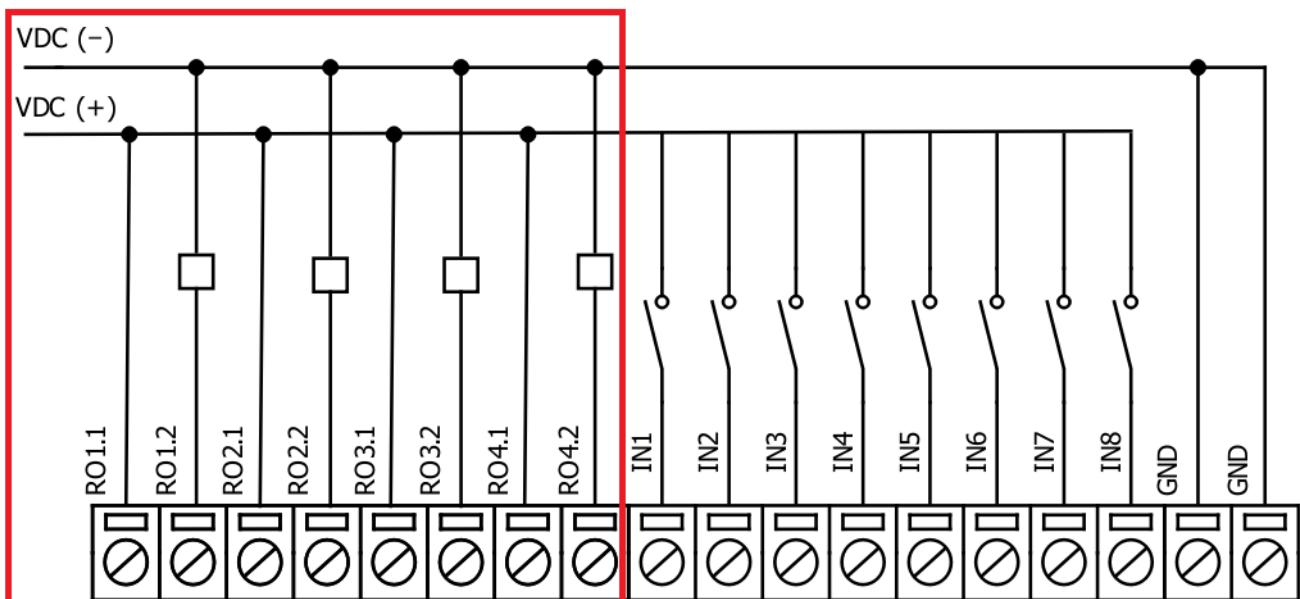 VDC (−)
VDC (+)
RO1.1
RO1.2
RO2.1
RO2.2
RO3.1
RO3.2
RO4.1
RO4.2
IN1
IN2
IN3
IN4
IN5
IN6
IN7
IN8
GND
GND